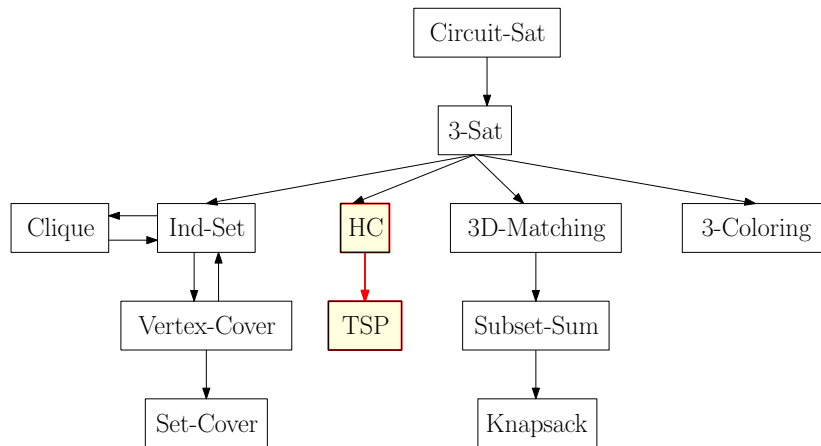 Circuit-Sat
3-Sat
Clique
Ind-Set
HC
3D-Matching
3-Coloring
Vertex-Cover
TSP
Subset-Sum
Set-Cover
Knapsack